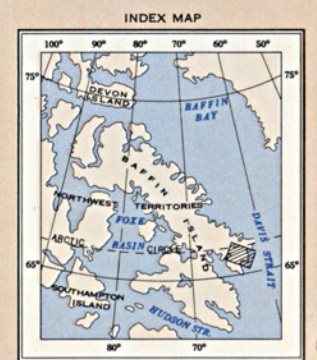 INDEX MAP
100° 90° 80° 70° 60° 50°
75° 75°
DEVON
ISLAND
BAFFIN
BAY
BAFFIN ISLAND
NORTHWEST TERRITORIES
FOXE
BASIN
ARCTIC CIRCLE
DAVIS STRAIT
65° 65°
SOUTHAMPTON
ISLAND
HUDSON STR.
80° 70°